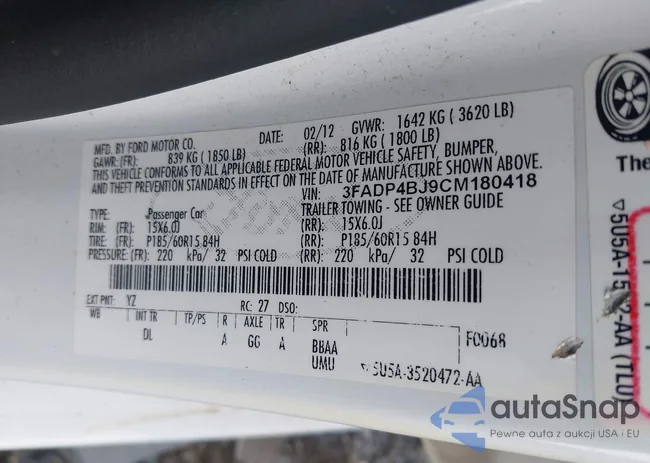 MFD. BY FORD MOTOR CO. DATE: 02/12 GVWR: 1642 KG ( 3620 LB)
GAWR: (FR): 839 KG ( 1850 LB) (RR): 816 KG ( 1800 LB)
THIS VEHICLE CONFORMS TO ALL APPLICABLE FEDERAL MOTOR VEHICLE SAFETY, BUMPER,
AND THEFT PREVENTION STANDARDS IN EFFECT ON THE DATE OF MANUFACTURE SHOWN ABOVE.
VIN: 3FADP4BJ9CM180418
TYPE: Passenger Car TRAILER TOWING - SEE OWNER GUIDE
RIM: (FR): 15X6.0J (RR): 15X6.0J
TIRE: (FR): P185/60R15 84H (RR): P185/60R15 84H
PRESSURE: (FR): 220 kPa/ 32 PSI COLD (RR): 220 kPa/ 32 PSI COLD
EXT PNT: YZ RC: 27 DSO:
WB INT TR TP/PS R AXLE TR SPR F0068
DL A GG A BBAA
UMU ▽5U5A-3520472-AA
The
▽5U5A-15 2-AA (TLU)
autoSnap
Pewne auta z aukcji USA i EU